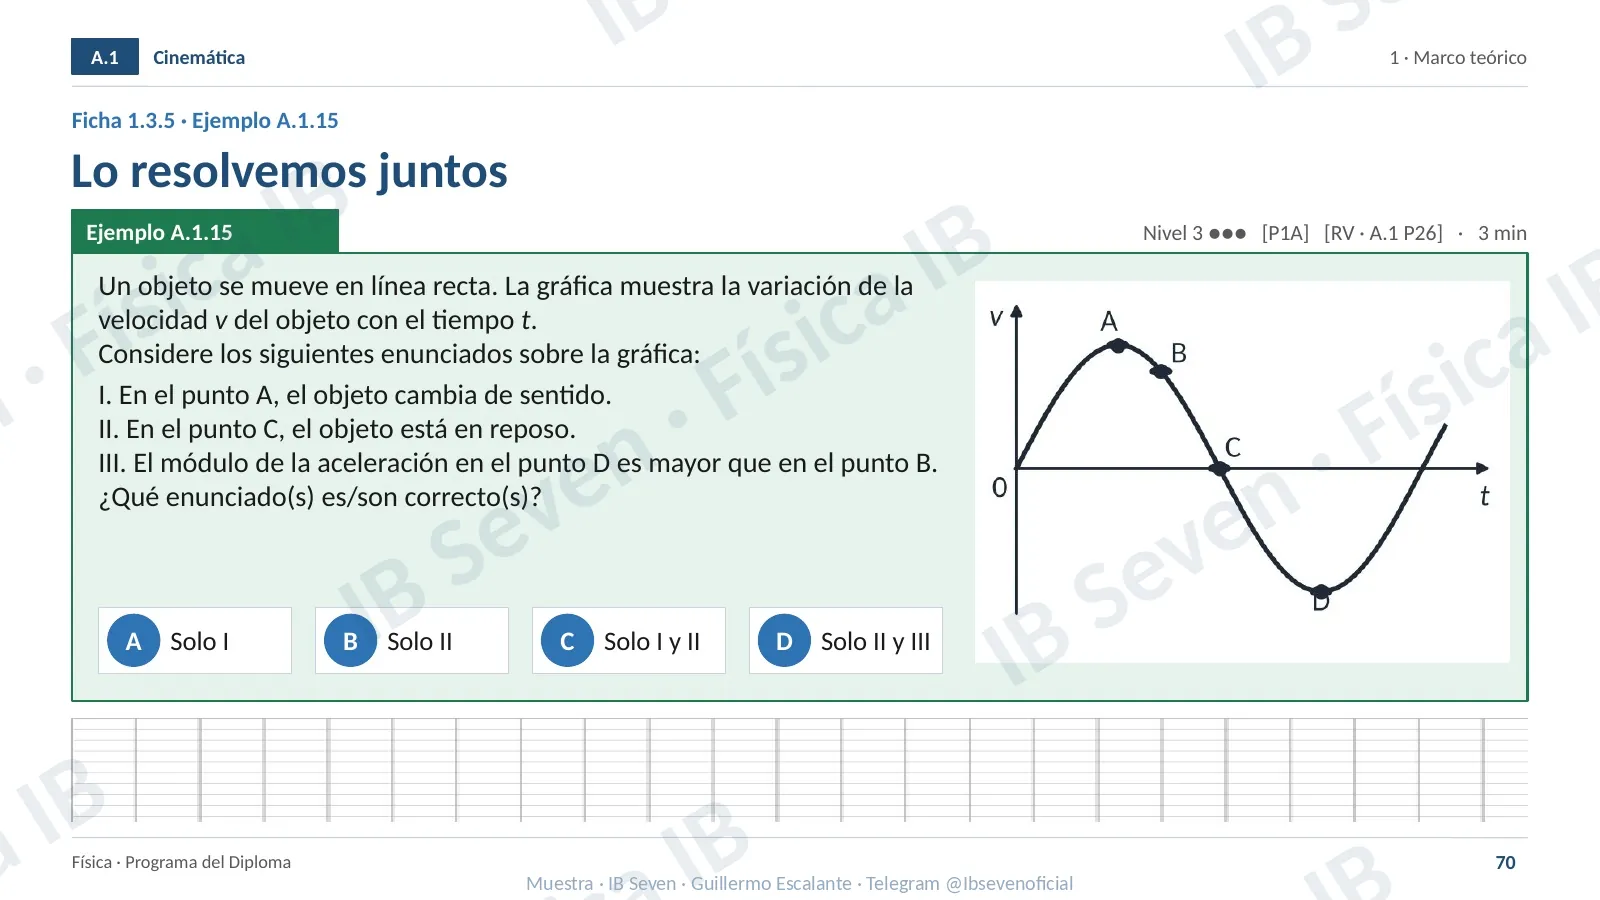 A.1 Cinemática 1 · Marco teórico
Ficha 1.3.5 · Ejemplo A.1.15
Lo resolvemos juntos
Ejemplo A.1.15 Nivel 3 ●●● [P1A] [RV · A.1 P26] · 3 min
Un objeto se mueve en línea recta. La gráfica muestra la variación de la
velocidad v del objeto con el tiempo t.
Considere los siguientes enunciados sobre la gráfica:
I. En el punto A, el objeto cambia de sentido.
II. En el punto C, el objeto está en reposo.
III. El módulo de la aceleración en el punto D es mayor que en el punto B.
¿Qué enunciado(s) es/son correcto(s)?
A Solo I
B Solo II
C Solo I y II
D Solo II y III
v
A
B
C
0
t
D
Física · Programa del Diploma 70
Muestra · IB Seven · Guillermo Escalante · Telegram @Ibsevenoficial
IB Seven · Física IB